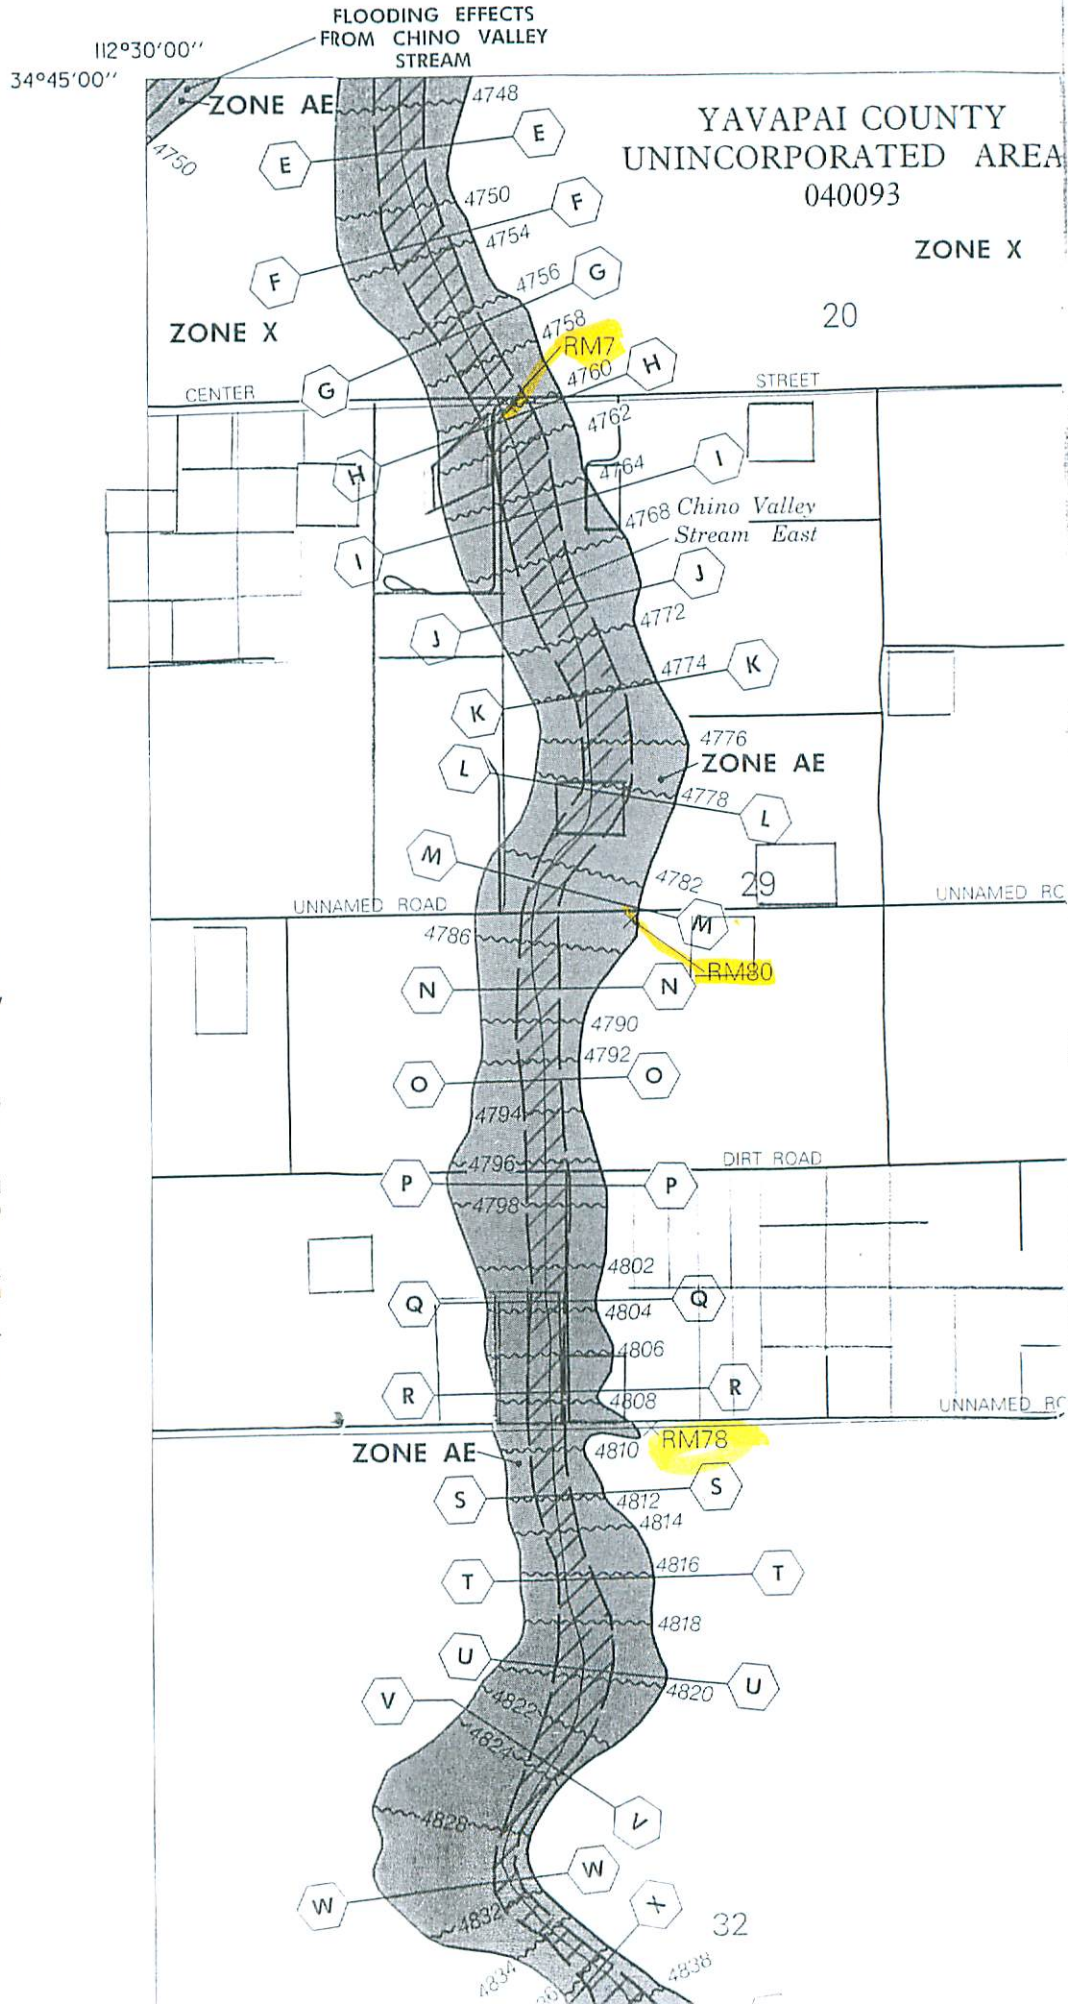 FLOODING EFFECTS
FROM CHINO VALLEY
STREAM
112°30'00''
34°45'00''
ZONE AE
4748
YAVAPAI COUNTY
UNINCORPORATED AREA
040093
4750
E
E
4750
F
4754
ZONE X
F
4756
G
ZONE X
20
4758
RM7
4760
H
CENTER
G
STREET
4762
H
4764
I
4768
Chino Valley
Stream East
I
J
4772
J
4774
K
K
4776
ZONE AE
L
4778
L
M
4782
29
UNNAMED ROAD
UNNAMED RO
M
4786
RM80
N
N
4790
4792
O
O
4794
4796
DIRT ROAD
P
P
4798
4802
Q
Q
4804
4806
R
R
4808
UNNAMED RO
RM78
ZONE AE
4810
S
S
4812
4814
4816
T
T
4818
U
U
4820
V
4822
4824
4828
V
W
W
X
4832
32
4834
4838